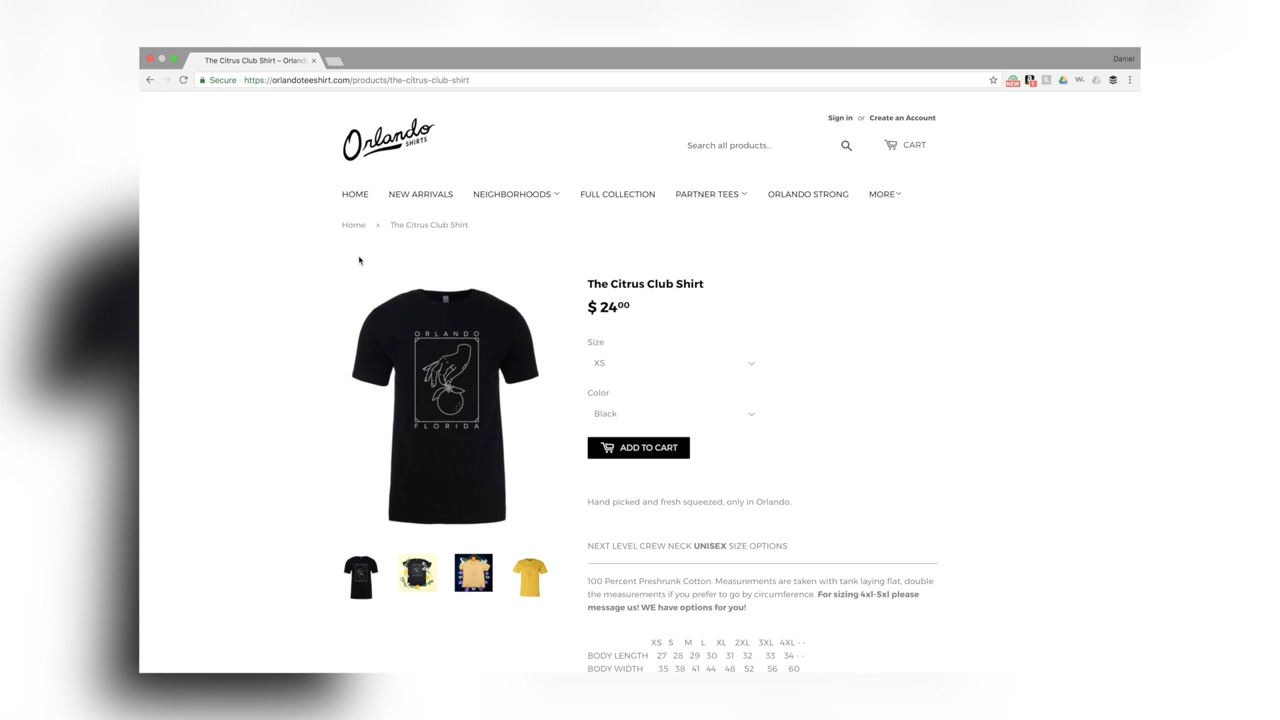 The Citrus Club Shirt – Orland
Daniel
Secure https://orlandoteeshirt.com/products/the-citrus-club-shirt
NEW
Sign in or Create an Account
Orlando
SHIRTS
Search all products...
CART
HOME NEW ARRIVALS NEIGHBORHOODS FULL COLLECTION PARTNER TEES ORLANDO STRONG MORE
Home › The Citrus Club Shirt
The Citrus Club Shirt
$ 24⁰⁰
Size
XS
Color
Black
ADD TO CART
ORLANDO
FLORIDA
Hand picked and fresh squeezed, only in Orlando.
NEXT LEVEL CREW NECK UNISEX SIZE OPTIONS
100 Percent Preshrunk Cotton. Measurements are taken with tank laying flat, double
the measurements if you prefer to go by circumference. For sizing 4xl-5xl please
message us! WE have options for you!
XS S M L XL 2XL 3XL 4XL - -
BODY LENGTH 27 28 29 30 31 32 33 34 - -
BODY WIDTH 35 38 41 44 48 52 56 60